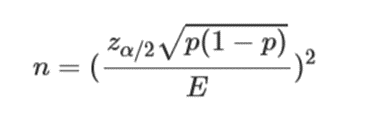 n = (z_{α/2}√(p(1 − p)) / E)^2